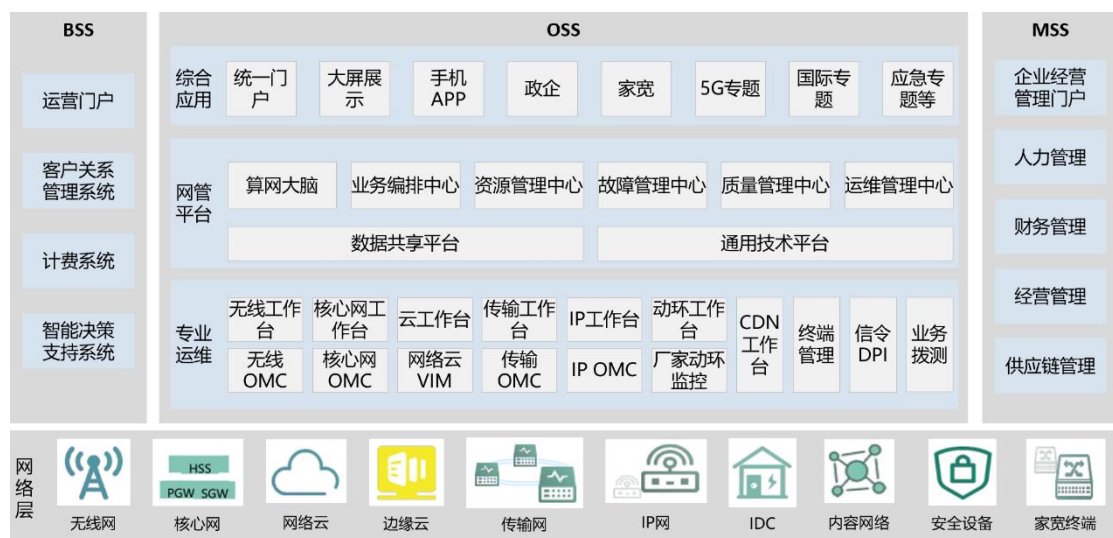 BSS
运营门户
客户关系
管理系统
计费系统
智能决策
支持系统
OSS
综合
应用
统一门
户
大屏展
示
手机
APP
政企
家宽
5G专题
国际专
题
应急专
题等
网管
平台
算网大脑
业务编排中心
资源管理中心
故障管理中心
质量管理中心
运维管理中心
数据共享平台
通用技术平台
专业
运维
无线工作
台
核心网工
作台
云工作台
传输工作
台
IP工作台
动环工作
台
无线
OMC
核心网
OMC
网络云
VIM
传输
OMC
IP OMC
厂家动环
监控
CDN
工作
台
终端
管理
信令
DPI
业务
拨测
MSS
企业经营
管理门户
人力管理
财务管理
经营管理
供应链管理
网
络
层
HSS
PGW SGW
无线网
核心网
网络云
边缘云
传输网
IP网
IDC
内容网络
安全设备
家宽终端